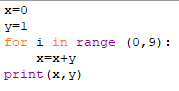 x=0
y=1
for i in range (0,9):
    x=x+y
print(x,y)